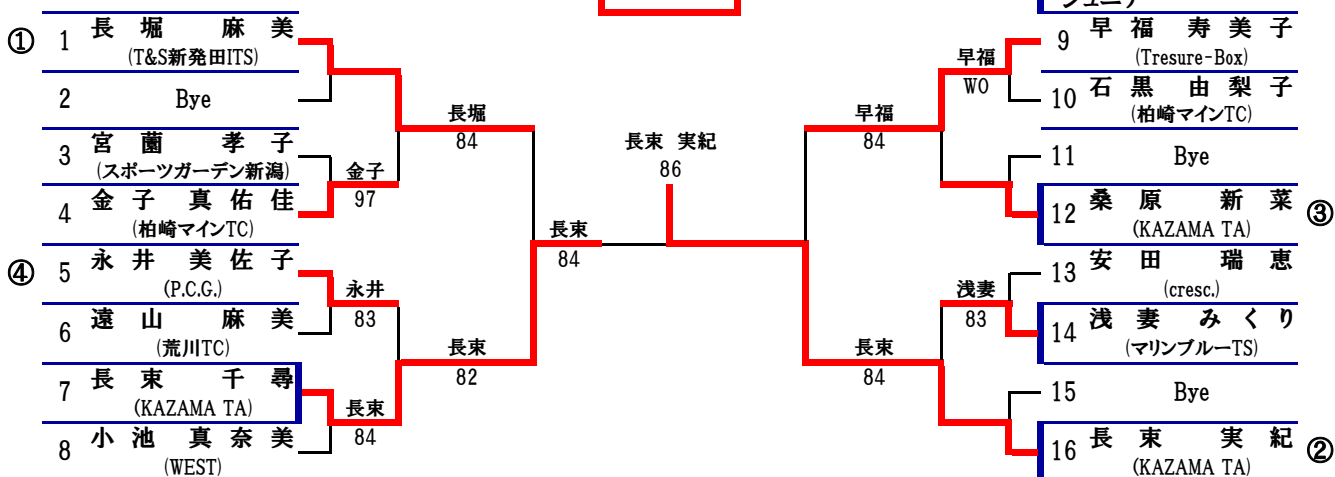 ジュニア
① 1 長堀 麻美
(T&S新発田ITS)
2 Bye
3 宮薗 孝子
(スポーツガーデン新潟)
4 金子 真佑佳
(柏崎マインTC)
④ 5 永井 美佐子
(P.C.G.)
6 遠山 麻美
(荒川TC)
7 長束 千尋
(KAZAMA TA)
8 小池 真奈美
(WEST)
金子
97
永井
83
長束
84
長堀
84
長束
82
長束
84
長束 実紀
86
早福
84
長束
84
早福
WO
浅妻
83
9 早福 寿美子
(Tresure-Box)
10 石黒 由梨子
(柏崎マインTC)
11 Bye
12 桑原 新菜 ③
(KAZAMA TA)
13 安田 瑞恵
(cresc.)
14 浅妻 みくり
(マリンブルーTS)
15 Bye
16 長束 実紀 ②
(KAZAMA TA)